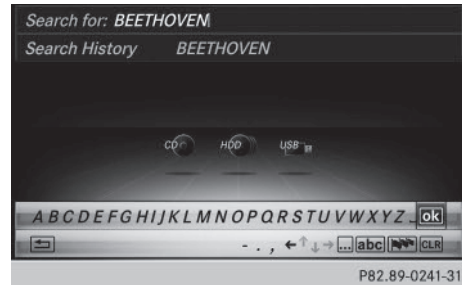 Search for: BEETHOVEN
Search History BEETHOVEN
CD HDD USB
A B C D E F G H I J K L M N O P Q R S T U V W X Y Z _ ok
- . , ← ↑ ↓ → ... abc CLR
P82.89-0241-31